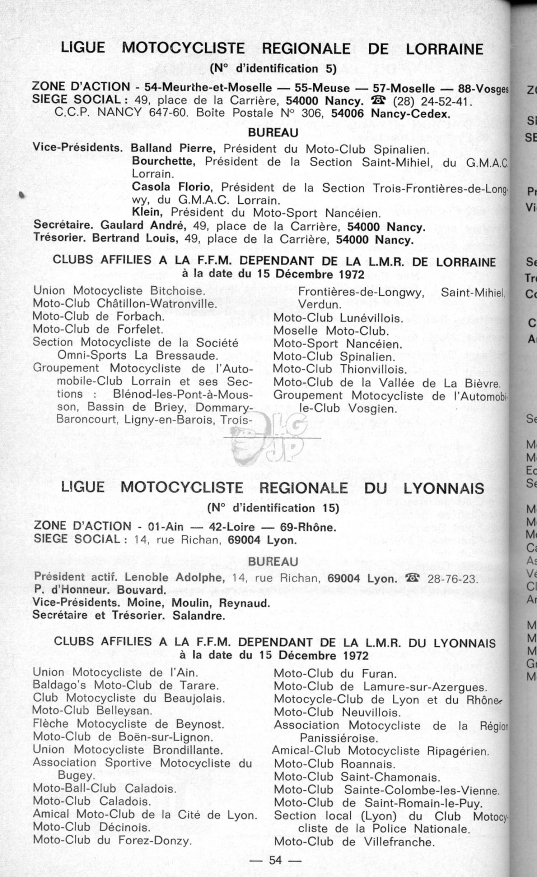 LIGUE MOTOCYCLISTE REGIONALE DE LORRAINE
(N° d'identification 5)
ZONE D'ACTION - 54-Meurthe-et-Moselle — 55-Meuse — 57-Moselle — 88-Vosges
SIEGE SOCIAL : 49, place de la Carrière, 54000 Nancy. ☎ (28) 24-52-41.
C.C.P. NANCY 647-60. Boîte Postale N° 306, 54006 Nancy-Cedex.
BUREAU
Vice-Présidents. Balland Pierre, Président du Moto-Club Spinalien.
Bourchette, Président de la Section Saint-Mihiel, du G.M.A.C.
Lorrain.
Casola Florio, Président de la Section Trois-Frontières-de-Long-
wy, du G.M.A.C. Lorrain.
Klein, Président du Moto-Sport Nancéien.
Secrétaire. Gaulard André, 49, place de la Carrière, 54000 Nancy.
Trésorier. Bertrand Louis, 49, place de la Carrière, 54000 Nancy.
CLUBS AFFILIES A LA F.F.M. DEPENDANT DE LA L.M.R. DE LORRAINE
à la date du 15 Décembre 1972
Union Motocycliste Bitchoise.
Moto-Club Châtillon-Watronville.
Moto-Club de Forbach.
Moto-Club de Forfelet.
Section Motocycliste de la Société
Omni-Sports La Bressaude.
Groupement Motocycliste de l'Auto-
mobile-Club Lorrain et ses Sec-
tions : Blénod-les-Pont-à-Mous-
son, Bassin de Briey, Dommary-
Baroncourt, Ligny-en-Barois, Trois-
Frontières-de-Longwy, Saint-Mihiel,
Verdun.
Moto-Club Lunévillois.
Moselle Moto-Club.
Moto-Sport Nancéien.
Moto-Club Spinalien.
Moto-Club Thionvillois.
Moto-Club de la Vallée de La Bièvre.
Groupement Motocycliste de l'Automobi-
le-Club Vosgien.
LG
JP
LIGUE MOTOCYCLISTE REGIONALE DU LYONNAIS
(N° d'identification 15)
ZONE D'ACTION - 01-Ain — 42-Loire — 69-Rhône.
SIEGE SOCIAL : 14, rue Richan, 69004 Lyon.
BUREAU
Président actif. Lenoble Adolphe, 14, rue Richan, 69004 Lyon. ☎ 28-76-23.
P. d'Honneur. Bouvard.
Vice-Présidents. Moine, Moulin, Reynaud.
Secrétaire et Trésorier. Salandre.
CLUBS AFFILIES A LA F.F.M. DEPENDANT DE LA L.M.R. DU LYONNAIS
à la date du 15 Décembre 1972
Union Motocycliste de l'Ain.
Baldago's Moto-Club de Tarare.
Club Motocycliste du Beaujolais.
Moto-Club Belleysan.
Flèche Motocycliste de Beynost.
Moto-Club de Boën-sur-Lignon.
Union Motocycliste Brondillante.
Association Sportive Motocycliste du
Bugey.
Moto-Ball-Club Caladois.
Moto-Club Caladois.
Amical Moto-Club de la Cité de Lyon.
Moto-Club Décinois.
Moto-Club du Forez-Donzy.
Moto-Club du Furan.
Moto-Club de Lamure-sur-Azergues.
Motocycle-Club de Lyon et du Rhône.
Moto-Club Neuvillois.
Association Motocycliste de la Région
Panissiéroise.
Amical-Club Motocycliste Ripagérien.
Moto-Club Roannais.
Moto-Club Saint-Chamonais.
Moto-Club Sainte-Colombe-les-Vienne.
Moto-Club de Saint-Romain-le-Puy.
Section local (Lyon) du Club Motocy-
cliste de la Police Nationale.
Moto-Club de Villefranche.
— 54 —